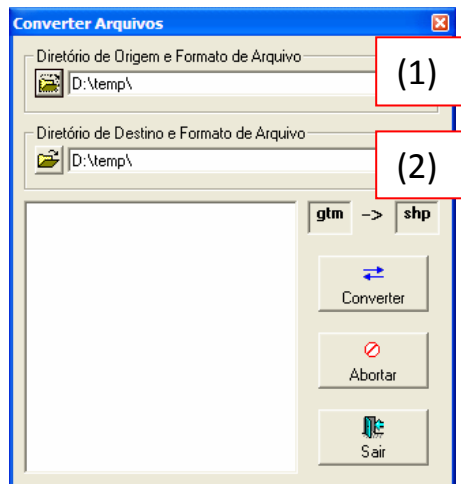 Converter Arquivos
Diretório de Origem e Formato de Arquivo
D:\temp\
(1)
Diretório de Destino e Formato de Arquivo
D:\temp\
(2)
gtm -> shp
Converter
Abortar
Sair